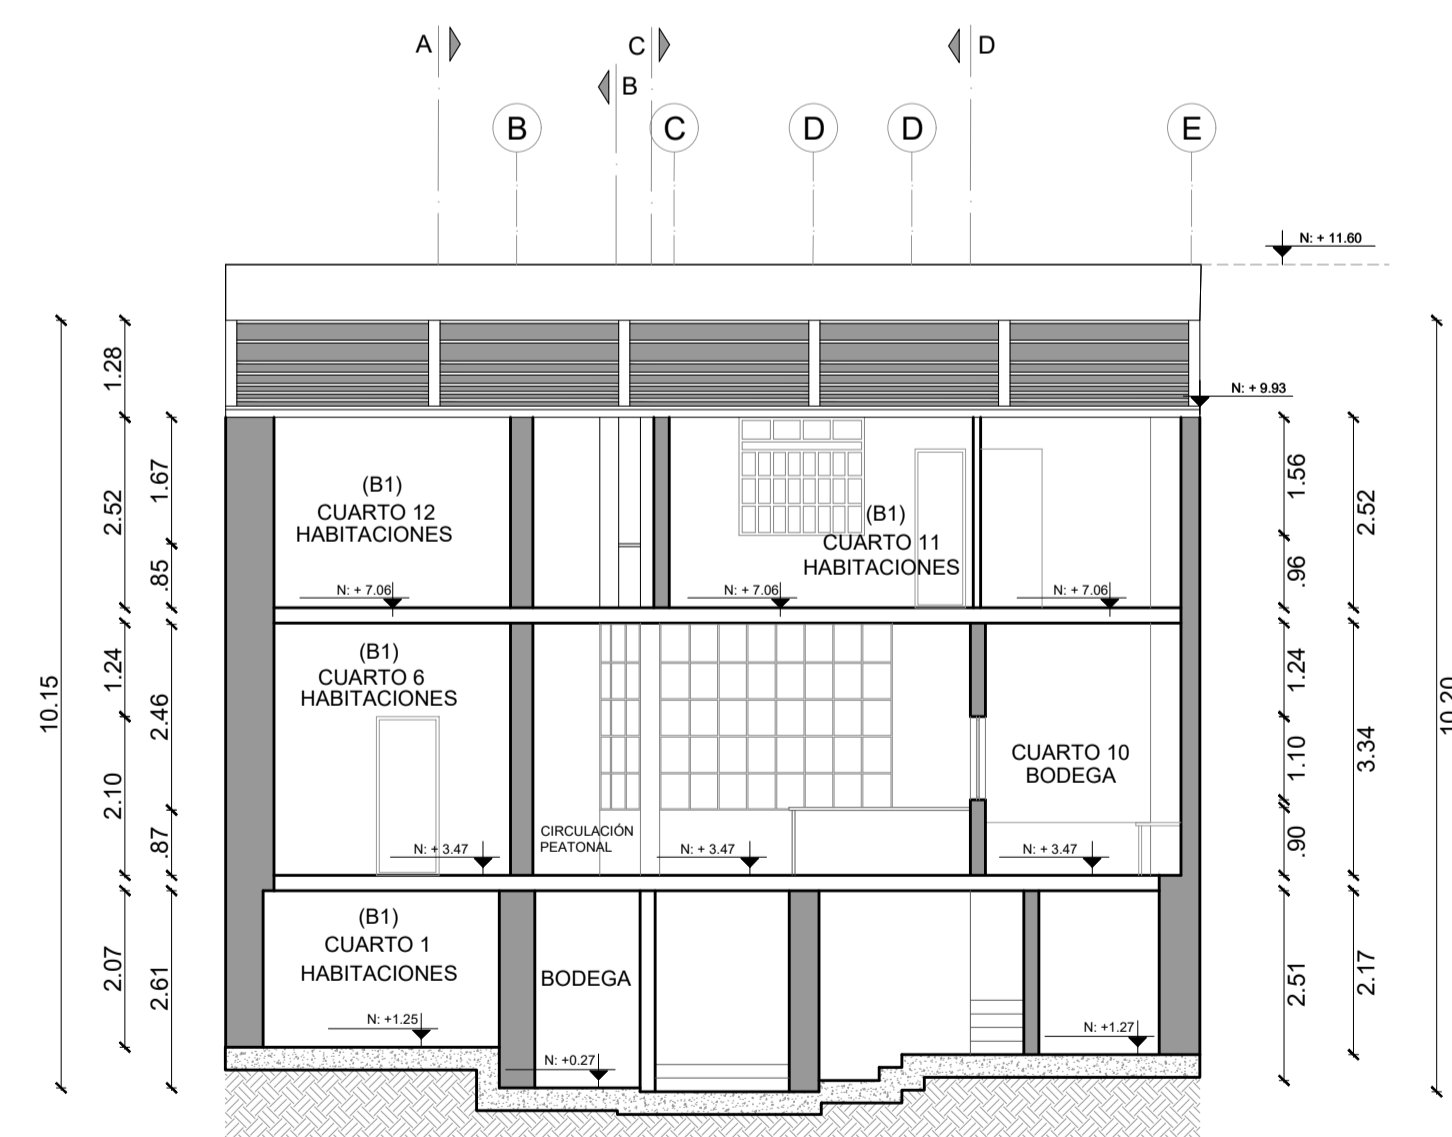 A
C
D
B
B
C
D
D
E
N: + 11.60
N: + 9.93
1.28
2.52
1.67
.85
1.24
2.10
2.46
.87
10.15
2.07
2.61
(B1)
CUARTO 12
HABITACIONES
N: + 7.06
(B1)
CUARTO 11
HABITACIONES
N: + 7.06
N: + 7.06
(B1)
CUARTO 6
HABITACIONES
N: + 3.47
CIRCULACIÓN
PEATONAL
N: + 3.47
CUARTO 10
BODEGA
N: + 3.47
(B1)
CUARTO 1
HABITACIONES
N: +1.25
BODEGA
N: +0.27
N: +1.27
1.56
.96
2.52
1.24
1.10
.90
3.34
2.51
2.17
10.20